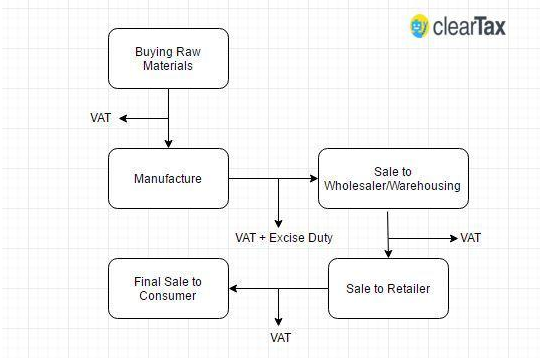 clearTax
Buying Raw
Materials
VAT
Manufacture
Sale to
Wholesaler/Warehousing
VAT + Excise Duty
VAT
Final Sale to
Consumer
Sale to Retailer
VAT